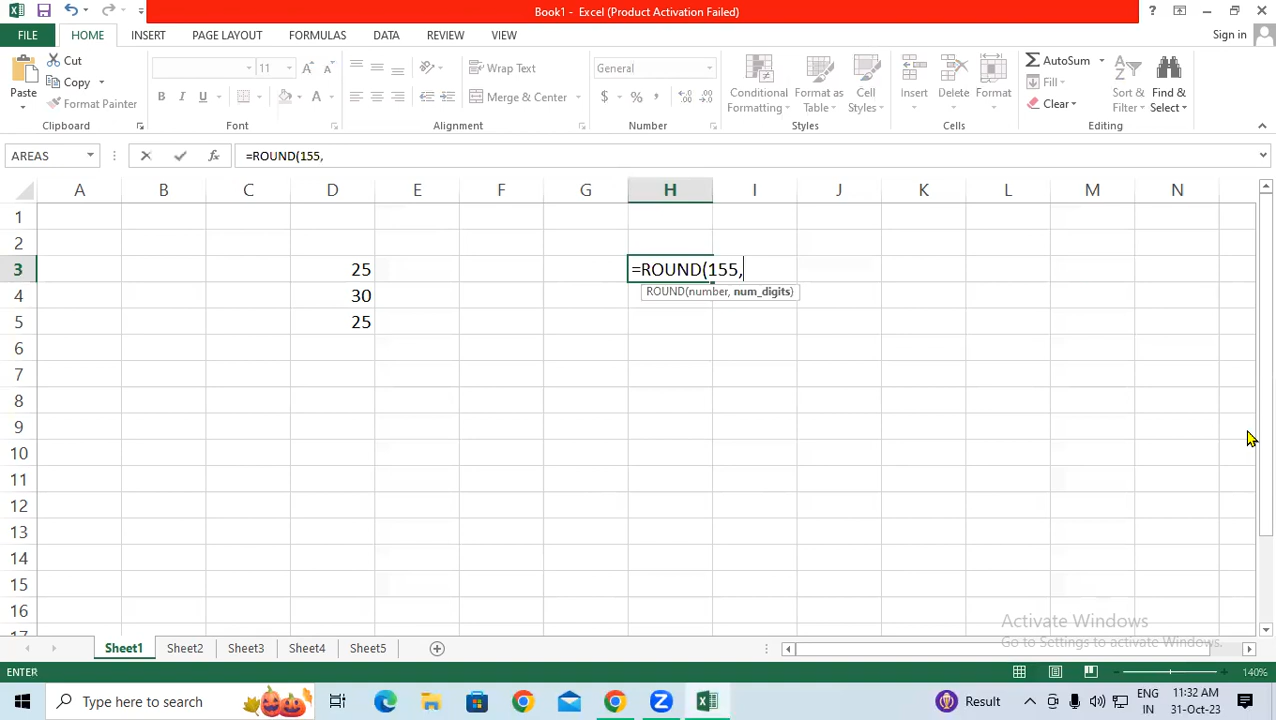 Book1 - Excel (Product Activation Failed)
?
Sign in
FILE HOME INSERT PAGE LAYOUT FORMULAS DATA REVIEW VIEW
Paste
Cut
Copy
Format Painter
Clipboard
11
A A
B I U
A
Font
Wrap Text
Merge & Center
Alignment
General
$ % ,
Number
Conditional
Formatting
Format as
Table
Cell
Styles
Styles
Insert
Delete
Format
Cells
AutoSum
Fill
Clear
Sort &
Filter
Find &
Select
Editing
AREAS
fx
=ROUND(155,
A B C D E F G H I J K L M N
1
2
3 25 =ROUND(155,
ROUND(number, num_digits)
4 30
5 25
6
7
8
9
10
11
12
13
14
15
16
17
Activate Windows
Go to Settings to activate Windows.
Sheet1 Sheet2 Sheet3 Sheet4 Sheet5
ENTER
140%
Type here to search
Result
ENG
IN
11:32 AM
31-Oct-23